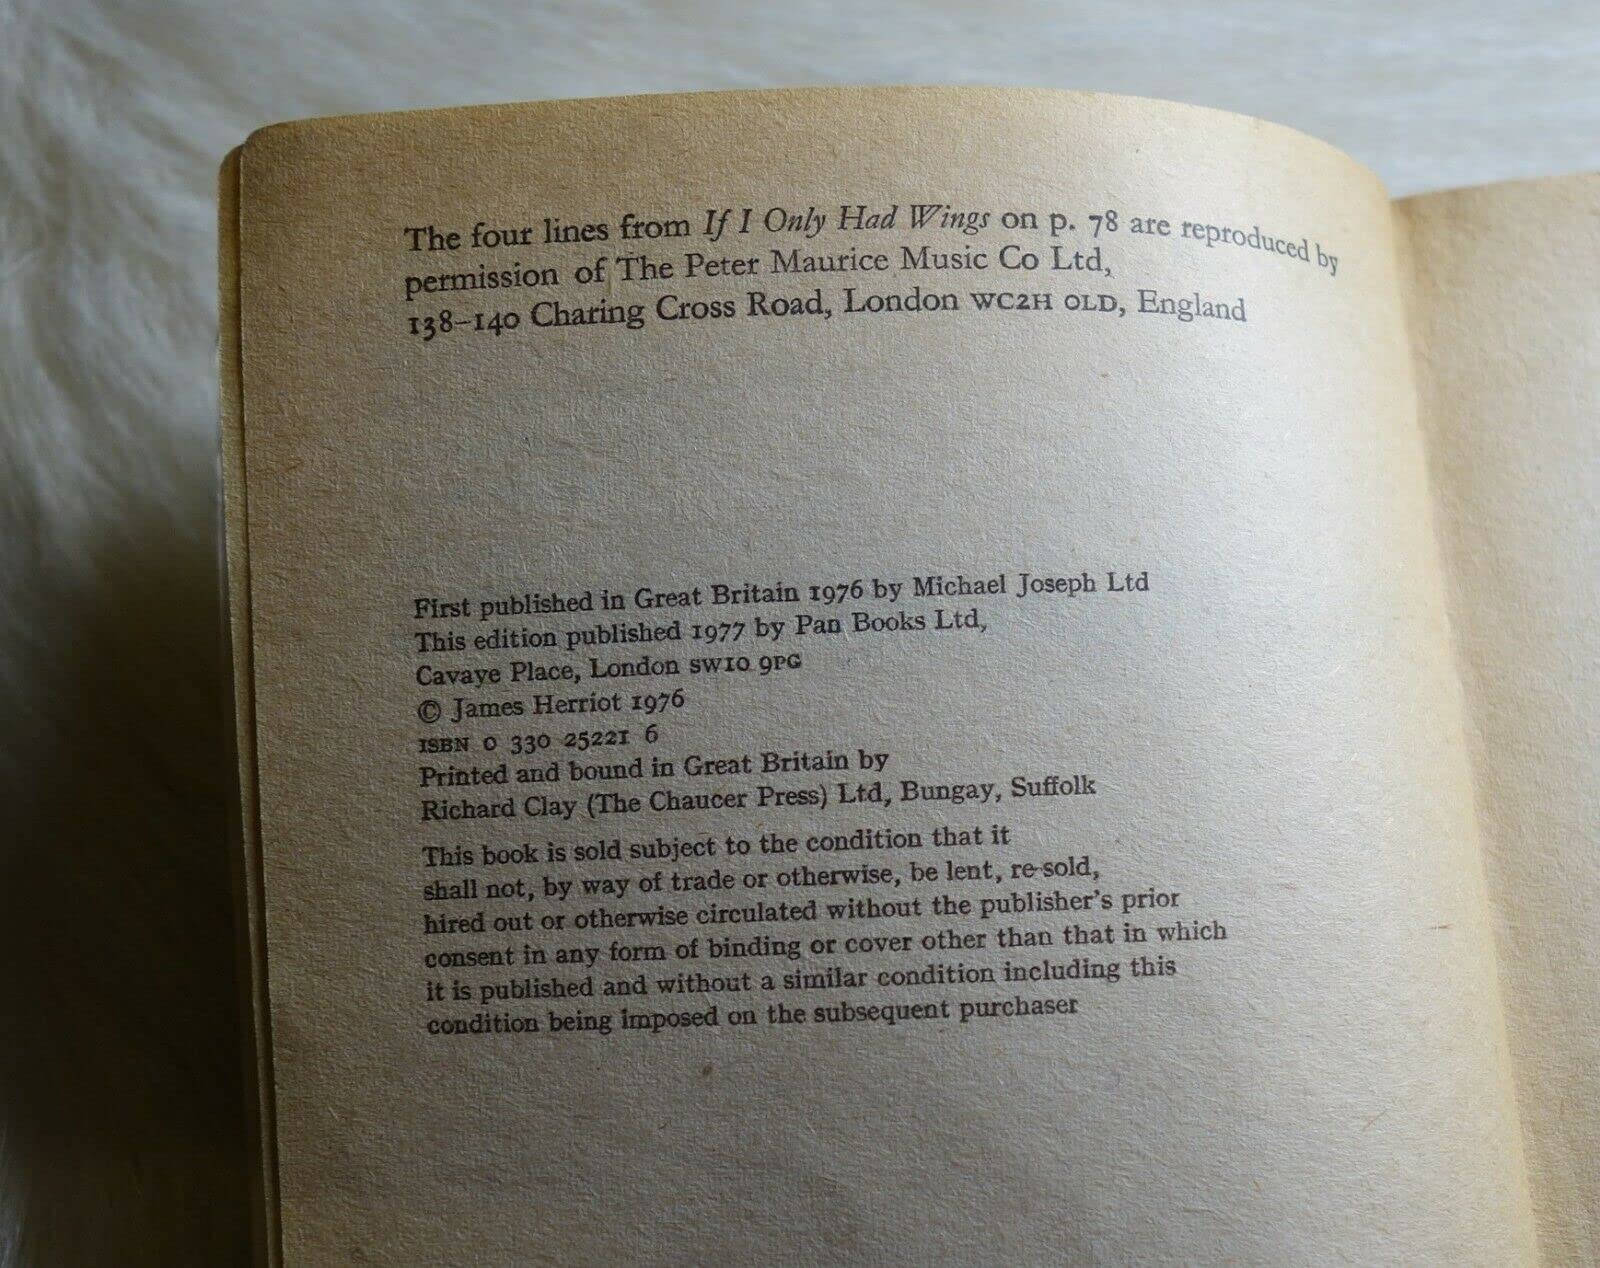 The four lines from If I Only Had Wings on p. 78 are reproduced by
permission of The Peter Maurice Music Co Ltd,
138–140 Charing Cross Road, London WC2H OLD, England
First published in Great Britain 1976 by Michael Joseph Ltd
This edition published 1977 by Pan Books Ltd,
Cavaye Place, London SW10 9PG
© James Herriot 1976
ISBN 0 330 25221 6
Printed and bound in Great Britain by
Richard Clay (The Chaucer Press) Ltd, Bungay, Suffolk
This book is sold subject to the condition that it
shall not, by way of trade or otherwise, be lent, re-sold,
hired out or otherwise circulated without the publisher's prior
consent in any form of binding or cover other than that in which
it is published and without a similar condition including this
condition being imposed on the subsequent purchaser